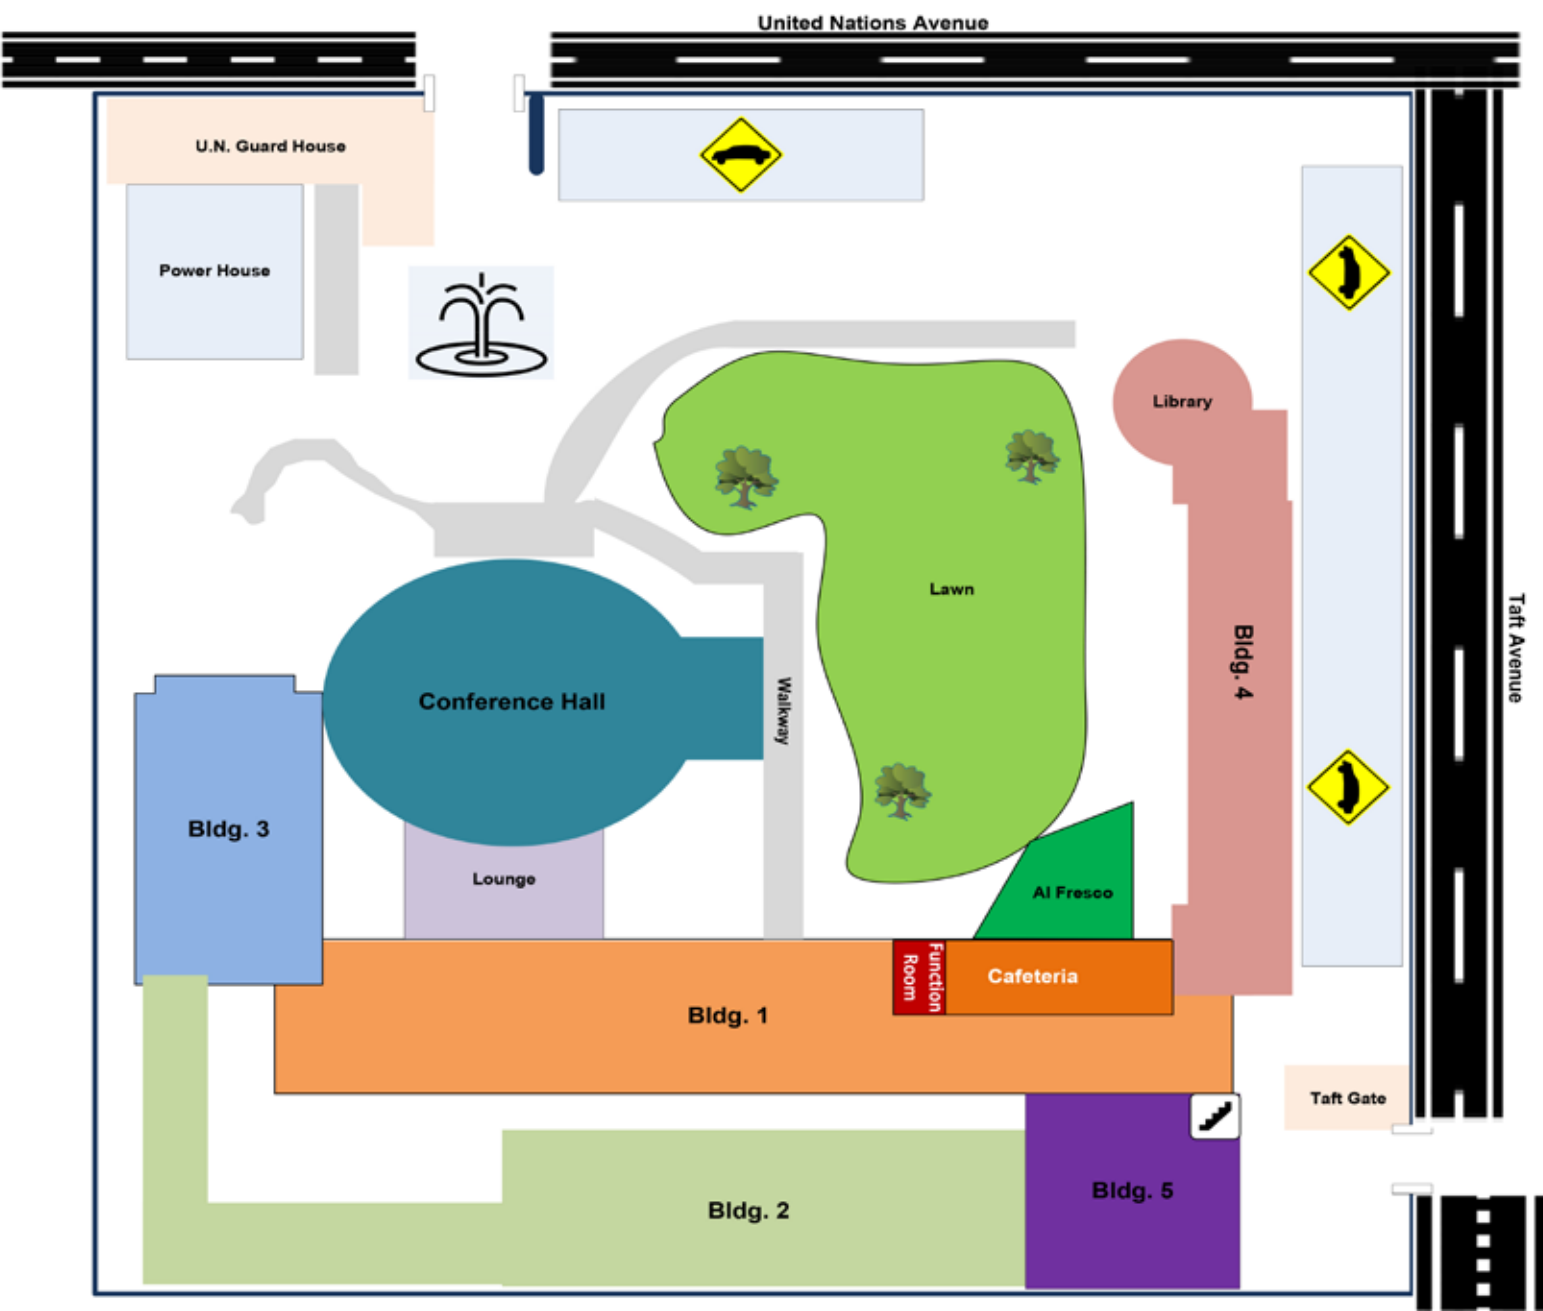 United Nations Avenue
U.N. Guard House
Power House
Library
Lawn
Taft Avenue
Bldg. 4
Conference Hall
Walkway
Bldg. 3
Lounge
Al Fresco
Function
Room
Cafeteria
Bldg. 1
Taft Gate
Bldg. 5
Bldg. 2